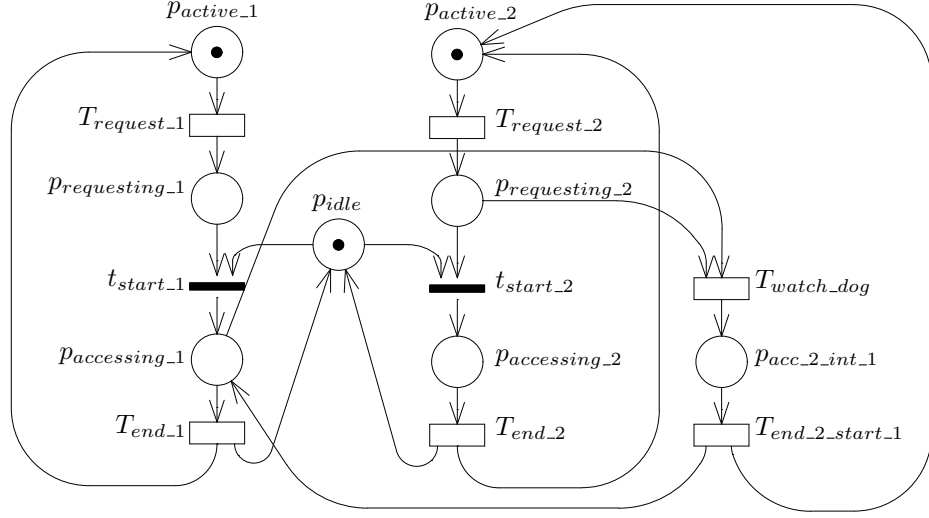 p_active_1
p_active_2
T_request_1
T_request_2
p_requesting_1
p_requesting_2
p_idle
t_start_1
t_start_2
T_watch_dog
p_accessing_1
p_accessing_2
p_acc_2_int_1
T_end_1
T_end_2
T_end_2_start_1